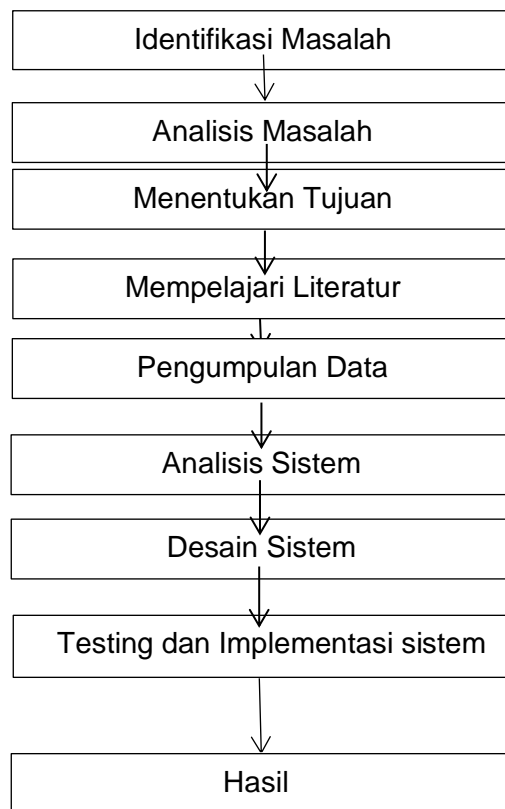 Identifikasi Masalah
Analisis Masalah
Menentukan Tujuan
Mempelajari Literatur
Pengumpulan Data
Analisis Sistem
Desain Sistem
Testing dan Implementasi sistem
Hasil